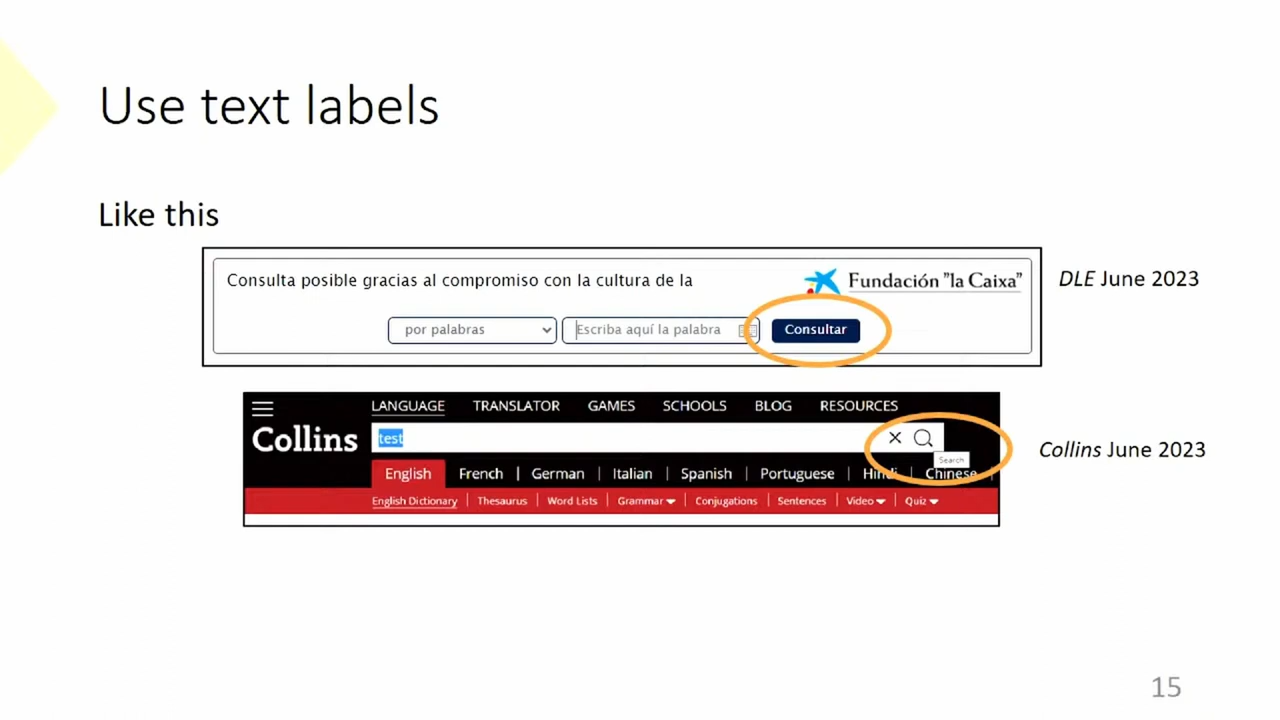 Use text labels
Like this
Consulta posible gracias al compromiso con la cultura de la
Fundación "la Caixa"
DLE June 2023
por palabras
Escriba aquí la palabra
Consultar
LANGUAGE TRANSLATOR GAMES SCHOOLS BLOG RESOURCES
Collins
test
Search
Collins June 2023
English French | German | Italian | Spanish | Portuguese | Hindi | Chinese |
English Dictionary | Thesaurus | Word Lists | Grammar | Conjugations | Sentences | Video | Quiz
15